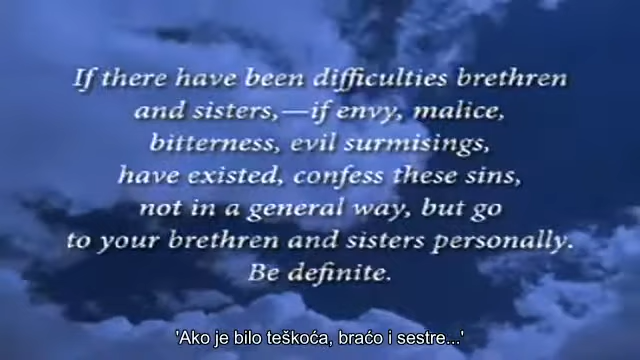 If there have been difficulties brethren
and sisters,—if envy, malice,
bitterness, evil surmisings,
have existed, confess these sins,
not in a general way, but go
to your brethren and sisters personally.
Be definite.
'Ako je bilo teškoća, braćo i sestre...'